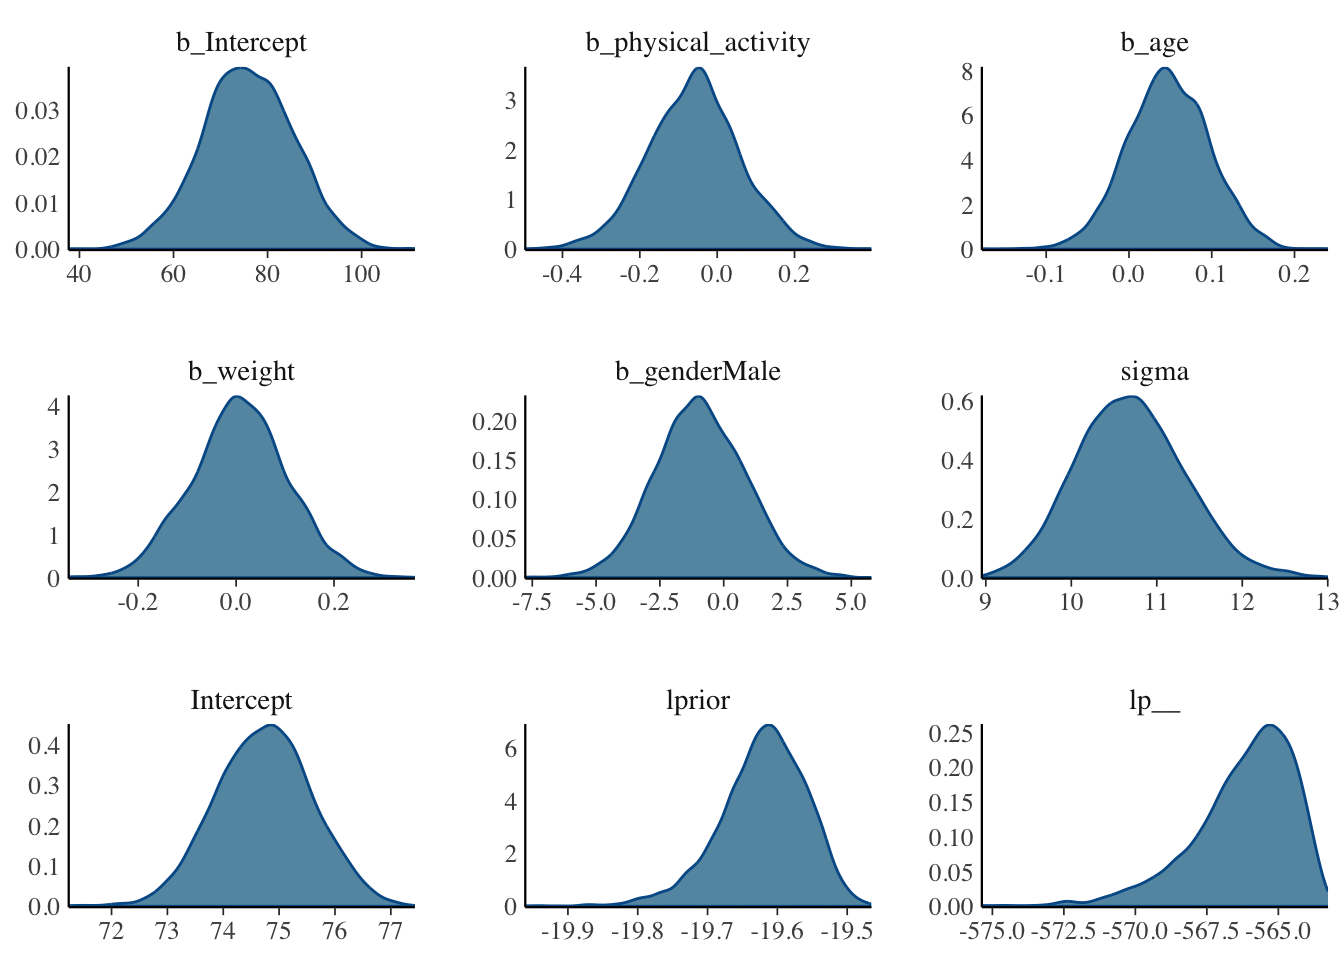 b_Intercept
0.03
0.02
0.01
0.00
40 60 80 100
b_physical_activity
3
2
1
0
-0.4 -0.2 0.0 0.2
b_age
8
6
4
2
0
-0.1 0.0 0.1 0.2
b_weight
4
3
2
1
0
-0.2 0.0 0.2
b_genderMale
0.20
0.15
0.10
0.05
0.00
-7.5 -5.0 -2.5 0.0 2.5 5.0
sigma
0.6
0.4
0.2
0.0
9 10 11 12 13
Intercept
0.4
0.3
0.2
0.1
0.0
72 73 74 75 76 77
lprior
6
4
2
0
-19.9 -19.8 -19.7 -19.6 -19.5
lp__
0.25
0.20
0.15
0.10
0.05
0.00
-575.0 -572.5 -570.0 -567.5 -565.0